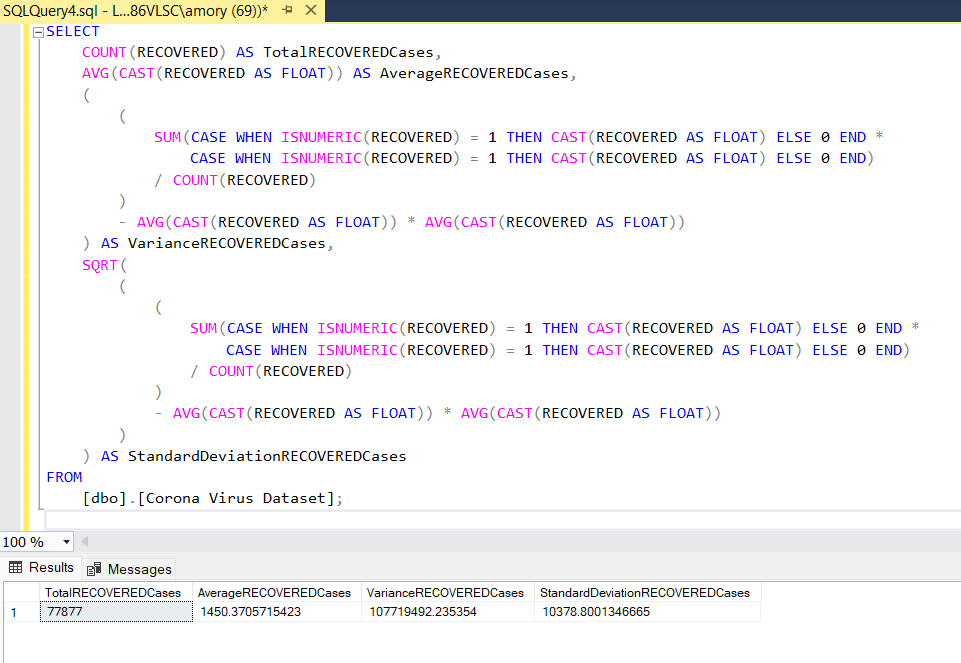 SQLQuery4.sql - L...86VLSC\amory (69))*
SELECT
COUNT(RECOVERED) AS TotalRECOVEREDCases,
AVG(CAST(RECOVERED AS FLOAT)) AS AverageRECOVEREDCases,
(
(
SUM(CASE WHEN ISNUMERIC(RECOVERED) = 1 THEN CAST(RECOVERED AS FLOAT) ELSE 0 END *
CASE WHEN ISNUMERIC(RECOVERED) = 1 THEN CAST(RECOVERED AS FLOAT) ELSE 0 END)
/ COUNT(RECOVERED)
)
- AVG(CAST(RECOVERED AS FLOAT)) * AVG(CAST(RECOVERED AS FLOAT))
) AS VarianceRECOVEREDCases,
SQRT(
(
(
SUM(CASE WHEN ISNUMERIC(RECOVERED) = 1 THEN CAST(RECOVERED AS FLOAT) ELSE 0 END *
CASE WHEN ISNUMERIC(RECOVERED) = 1 THEN CAST(RECOVERED AS FLOAT) ELSE 0 END)
/ COUNT(RECOVERED)
)
- AVG(CAST(RECOVERED AS FLOAT)) * AVG(CAST(RECOVERED AS FLOAT))
)
) AS StandardDeviationRECOVEREDCases
FROM
[dbo].[Corona Virus Dataset];
100 %
Results Messages
TotalRECOVEREDCases AverageRECOVEREDCases VarianceRECOVEREDCases StandardDeviationRECOVEREDCases
1 77877 1450.3705715423 107719492.235354 10378.8001346665